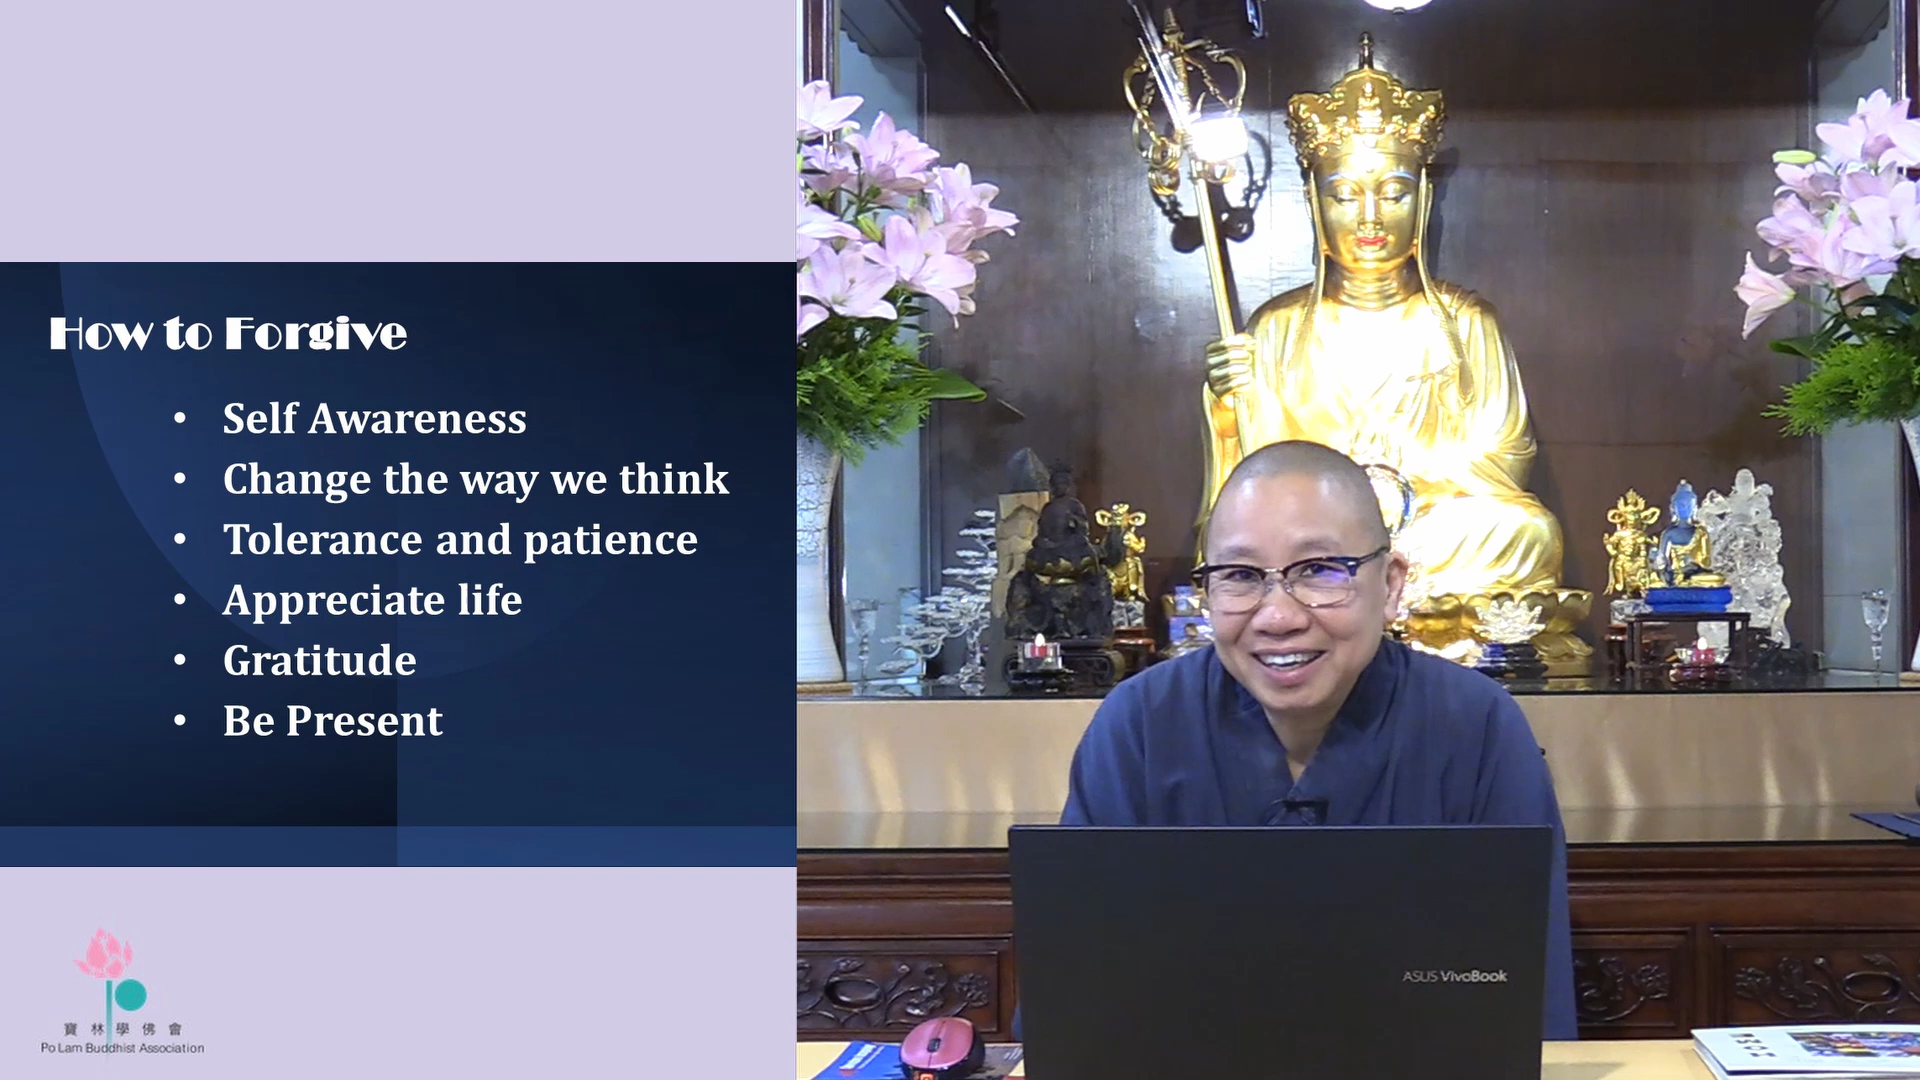 How to Forgive
• Self Awareness
• Change the way we think
• Tolerance and patience
• Appreciate life
• Gratitude
• Be Present
寶林學佛會
Po Lam Buddhist Association
ASUS VivoBook